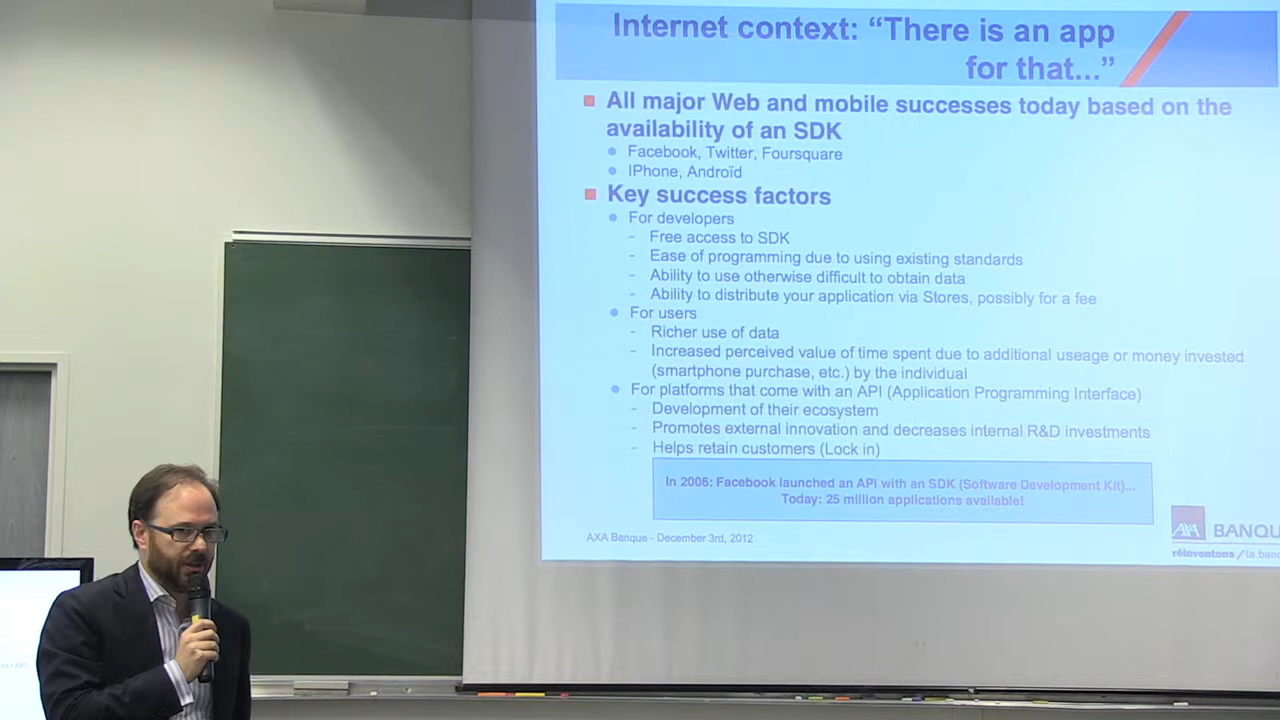 Internet context: “There is an app
for that...”
All major Web and mobile successes today based on the
availability of an SDK
Facebook, Twitter, Foursquare
IPhone, Androïd
Key success factors
For developers
- Free access to SDK
- Ease of programming due to using existing standards
- Ability to use otherwise difficult to obtain data
- Ability to distribute your application via Stores, possibly for a fee
For users
- Richer use of data
- Increased perceived value of time spent due to additional useage or money invested
(smartphone purchase, etc.) by the individual
For platforms that come with an API (Application Programming Interface)
- Development of their ecosystem
- Promotes external innovation and decreases internal R&D investments
- Helps retain customers (Lock in)
In 2006: Facebook launched an API with an SDK (Software Development Kit)...
Today: 25 million applications available!
AXA Banque - December 3rd, 2012
AXA BANQU
réinventons / la banq